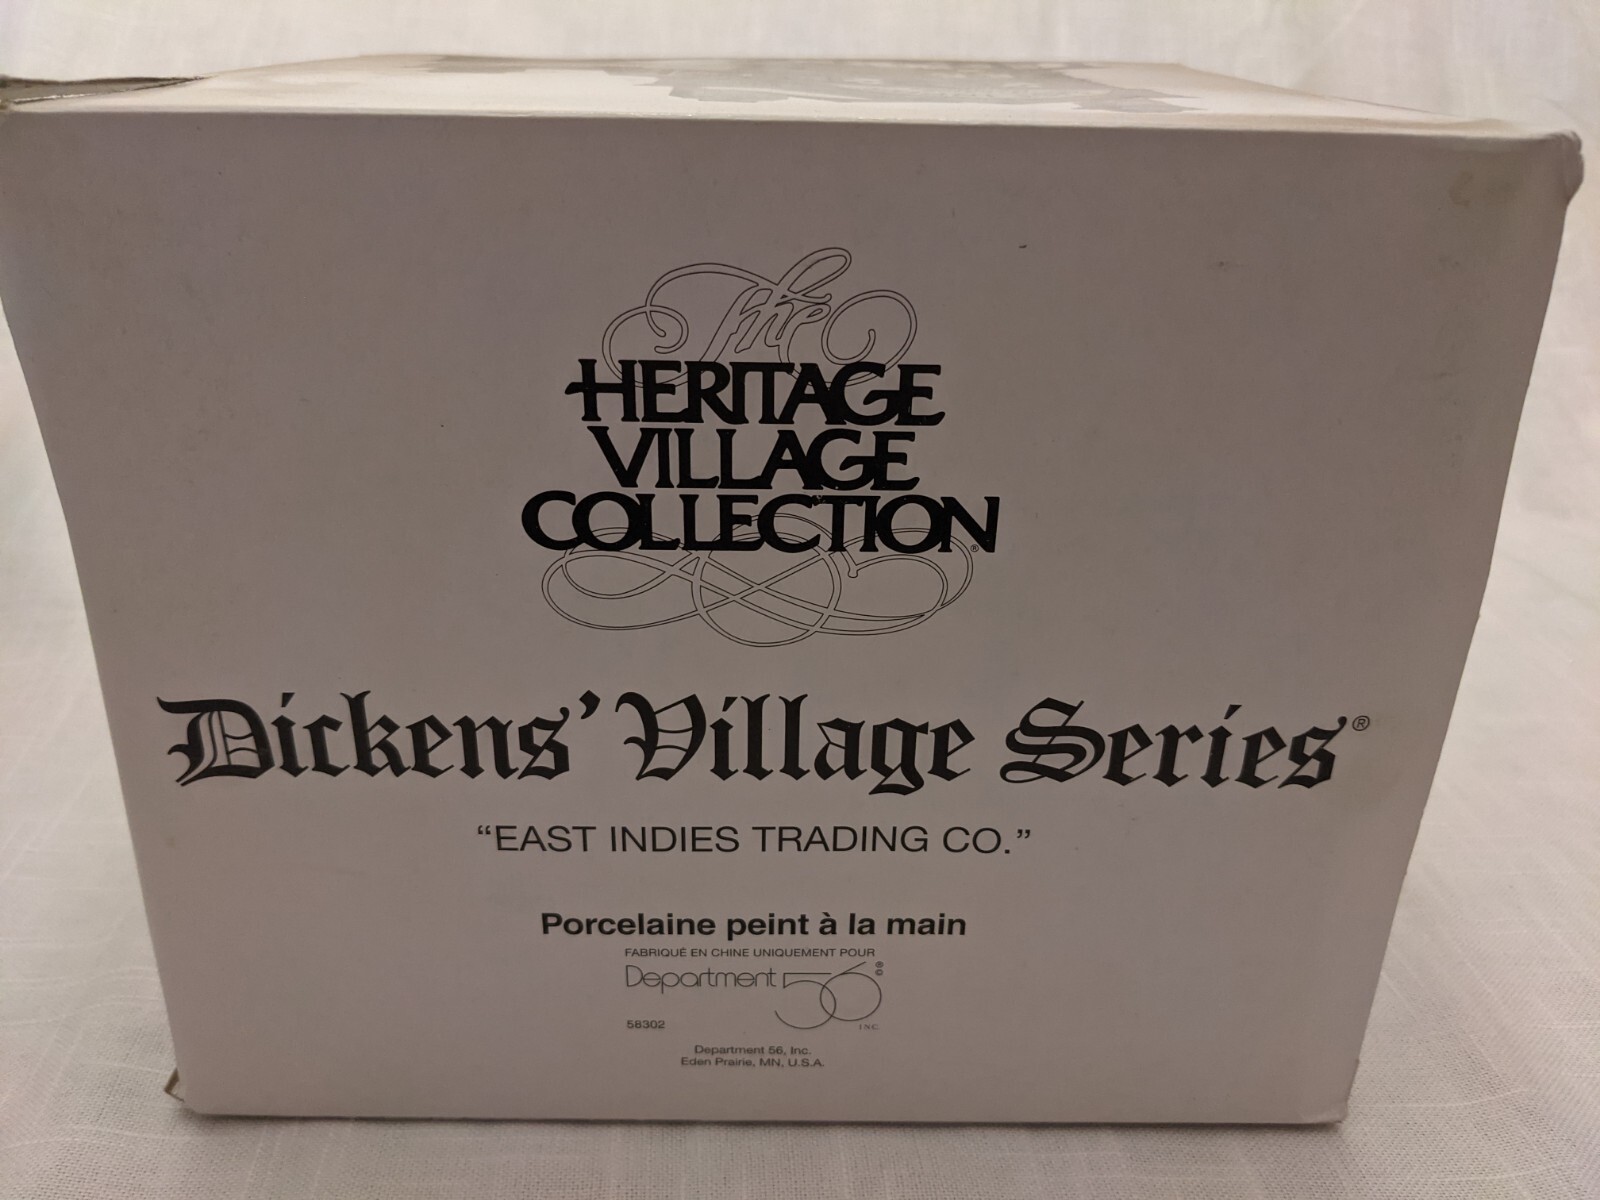 The
HERITAGE
VILLAGE
COLLECTION®
Dickens' Village Series®
“EAST INDIES TRADING CO.”
Porcelaine peint à la main
FABRIQUÉ EN CHINE UNIQUEMENT POUR
Department 56®©
58302 INC.
Department 56, Inc.
Eden Prairie, MN, U.S.A.